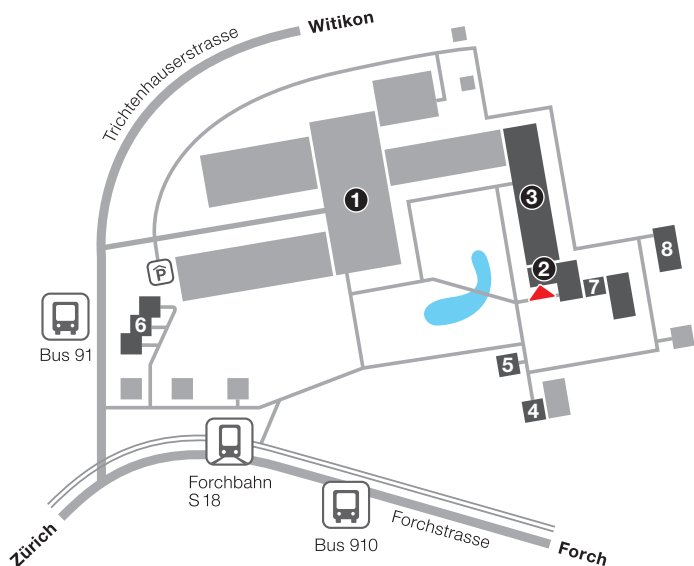 Witikon
Trichtenhauserstrasse
1
3
2
P
7
8
6
Bus 91
5
4
Forchbahn
S 18
Bus 910
Forchstrasse
Zürich
Forch